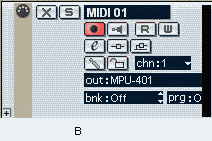 X S MIDI 01
R W
e chn:1
out:MPU-401
bnk:Off prg:O
B